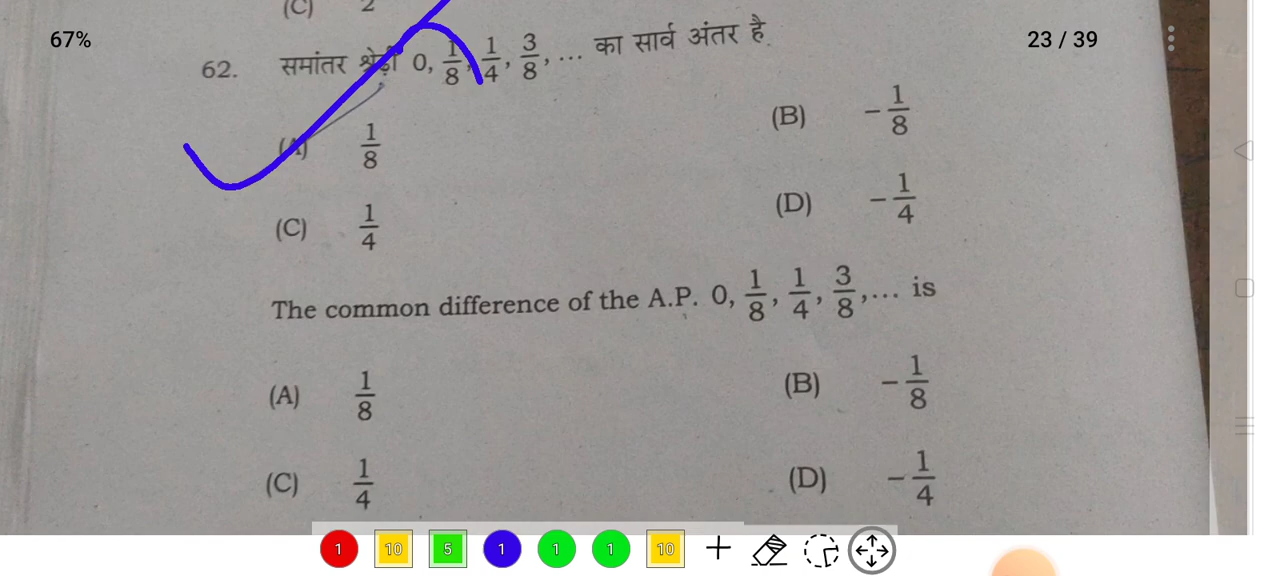 (C) 2
67%
23 / 39
62. समांतर श्रेढ़ी 0, 1/8, 1/4, 3/8, ... का सार्व अंतर है
(A) 1/8 (B) -1/8
(C) 1/4 (D) -1/4
The common difference of the A.P. 0, 1/8, 1/4, 3/8, ... is
(A) 1/8 (B) -1/8
(C) 1/4 (D) -1/4
1 10 5 1 1 1 10